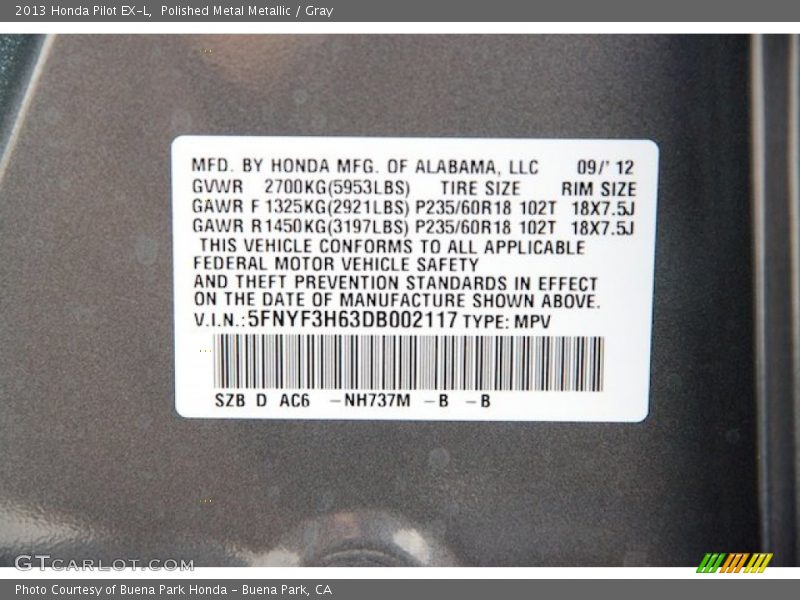 2013 Honda Pilot EX-L, Polished Metal Metallic / Gray
MFD. BY HONDA MFG. OF ALABAMA, LLC 09/' 12
GVWR 2700KG(5953LBS) TIRE SIZE RIM SIZE
GAWR F 1325KG(2921LBS) P235/60R18 102T 18X7.5J
GAWR R1450KG(3197LBS) P235/60R18 102T 18X7.5J
THIS VEHICLE CONFORMS TO ALL APPLICABLE
FEDERAL MOTOR VEHICLE SAFETY
AND THEFT PREVENTION STANDARDS IN EFFECT
ON THE DATE OF MANUFACTURE SHOWN ABOVE.
V.I.N.:5FNYF3H63DB002117 TYPE: MPV
SZB D AC6 -NH737M -B -B
GTCARLOT.COM
Photo Courtesy of Buena Park Honda - Buena Park, CA